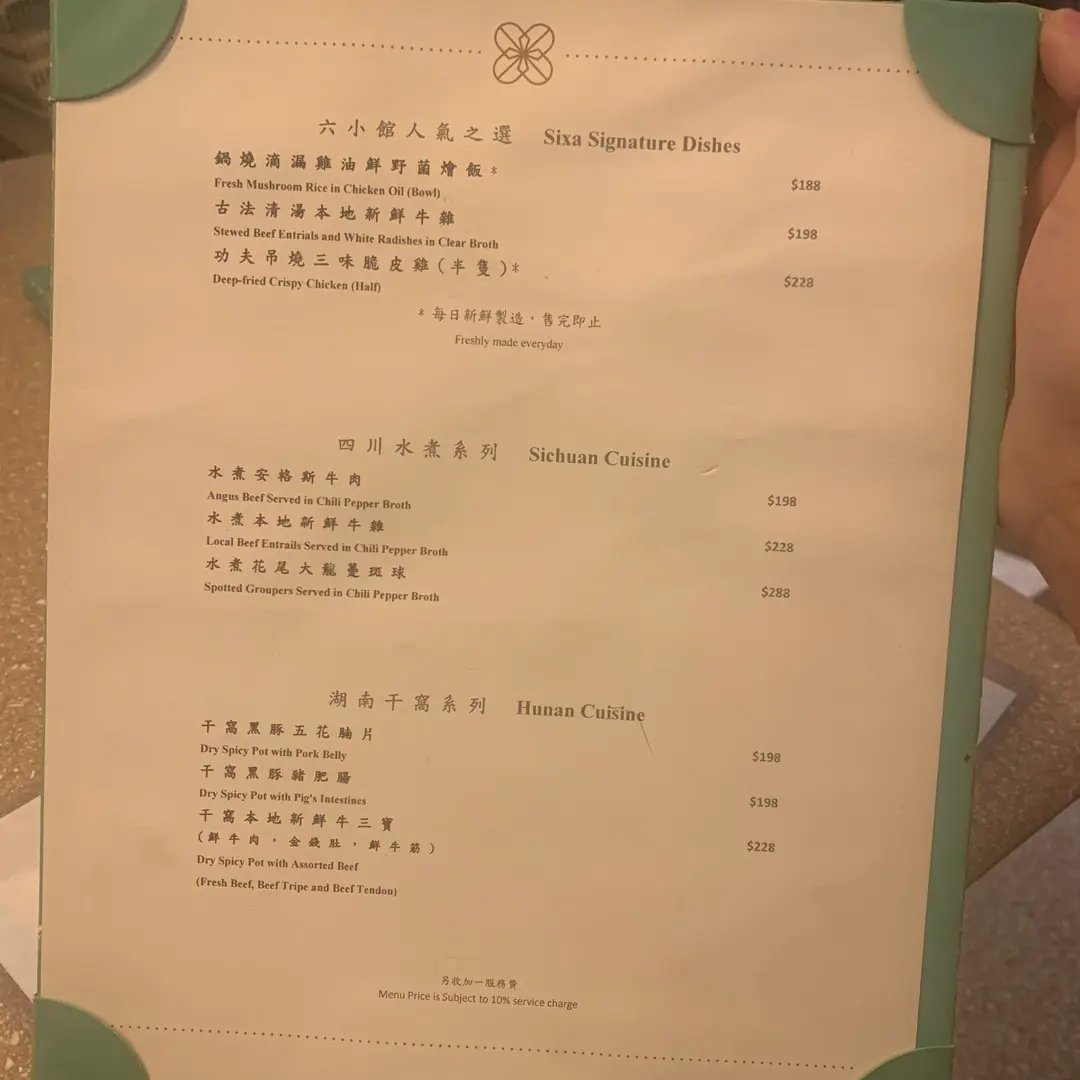 六小館人氣之選 Sixa Signature Dishes
鍋燒滴漏雞油鮮野菌燴飯*
Fresh Mushroom Rice in Chicken Oil (Bowl) $188
古法清湯本地新鮮牛雜
Stewed Beef Entrials and White Radishes in Clear Broth $198
功夫吊燒三味脆皮雞(半隻)*
Deep-fried Crispy Chicken (Half) $228
* 每日新鮮製造,售完即止
Freshly made everyday
四川水煮系列 Sichuan Cuisine
水煮安格斯牛肉
Angus Beef Served in Chili Pepper Broth $198
水煮本地新鮮牛雜
Local Beef Entrails Served in Chili Pepper Broth $228
水煮花尾大龍躉斑球
Spotted Groupers Served in Chili Pepper Broth $288
湖南干窩系列 Hunan Cuisine
干窩黑豚五花腩片
Dry Spicy Pot with Pork Belly $198
干窩黑豚豬肥腸
Dry Spicy Pot with Pig's Intestines $198
干窩本地新鮮牛三寶
(鮮牛肉,金錢肚,鮮牛筋) $228
Dry Spicy Pot with Assorted Beef
(Fresh Beef, Beef Tripe and Beef Tendon)
另收加一服務費
Menu Price is Subject to 10% service charge